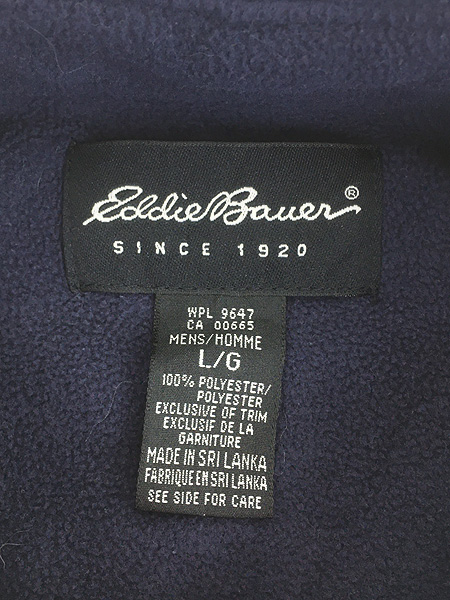 Eddie Bauer®
SINCE 1920
WPL 9647
CA 00665
MENS/HOMME
L/G
100% POLYESTER/
POLYESTER
EXCLUSIVE OF TRIM
EXCLUSIF DE LA
GARNITURE
MADE IN SRI LANKA
FABRIQUE EN SRI LANKA
SEE SIDE FOR CARE